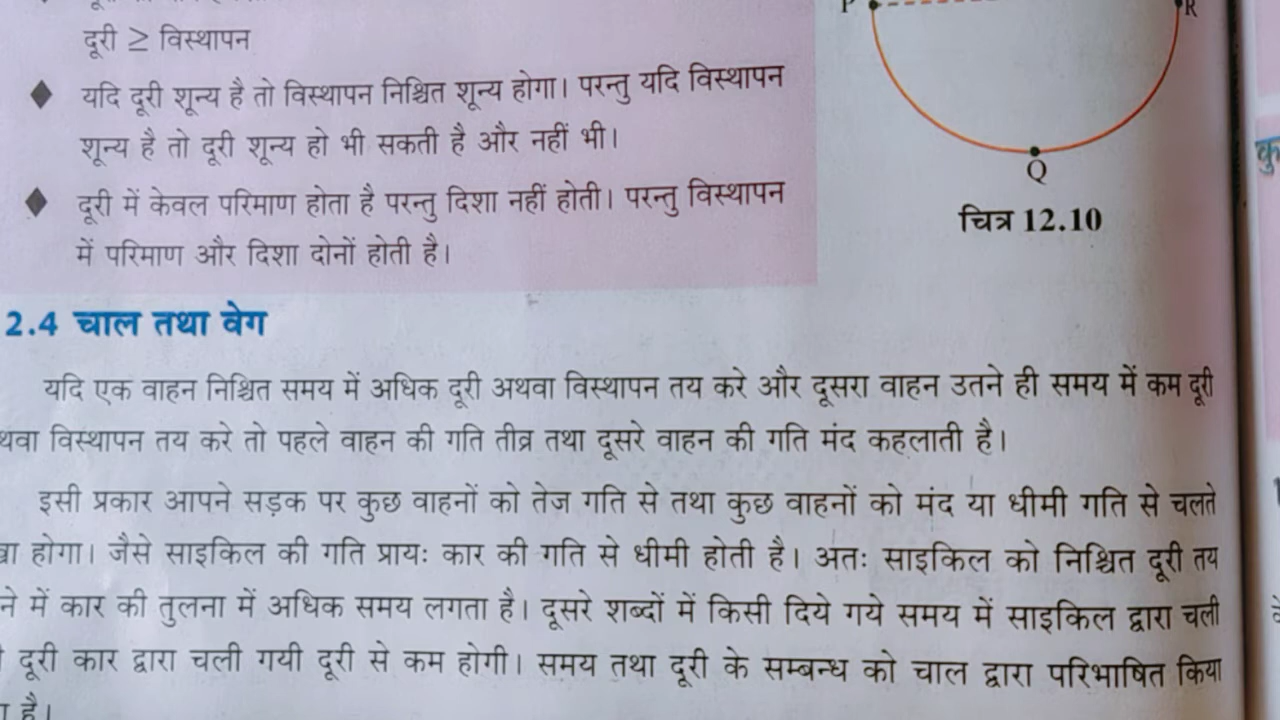 दूरी ≥ विस्थापन
यदि दूरी शून्य है तो विस्थापन निश्चित शून्य होगा। परन्तु यदि विस्थापन
शून्य है तो दूरी शून्य हो भी सकती है और नहीं भी।
दूरी में केवल परिमाण होता है परन्तु दिशा नहीं होती। परन्तु विस्थापन
में परिमाण और दिशा दोनों होती है।
P R
Q
चित्र 12.10
2.4 चाल तथा वेग
यदि एक वाहन निश्चित समय में अधिक दूरी अथवा विस्थापन तय करे और दूसरा वाहन उतने ही समय में कम दूरी
थवा विस्थापन तय करे तो पहले वाहन की गति तीव्र तथा दूसरे वाहन की गति मंद कहलाती है।
इसी प्रकार आपने सड़क पर कुछ वाहनों को तेज गति से तथा कुछ वाहनों को मंद या धीमी गति से चलते
होगा। जैसे साइकिल की गति प्रायः कार की गति से धीमी होती है। अतः साइकिल को निश्चित दूरी तय
ने में कार की तुलना में अधिक समय लगता है। दूसरे शब्दों में किसी दिये गये समय में साइकिल द्वारा चली
दूरी कार द्वारा चली गयी दूरी से कम होगी। समय तथा दूरी के सम्बन्ध को चाल द्वारा परिभाषित किया
है।